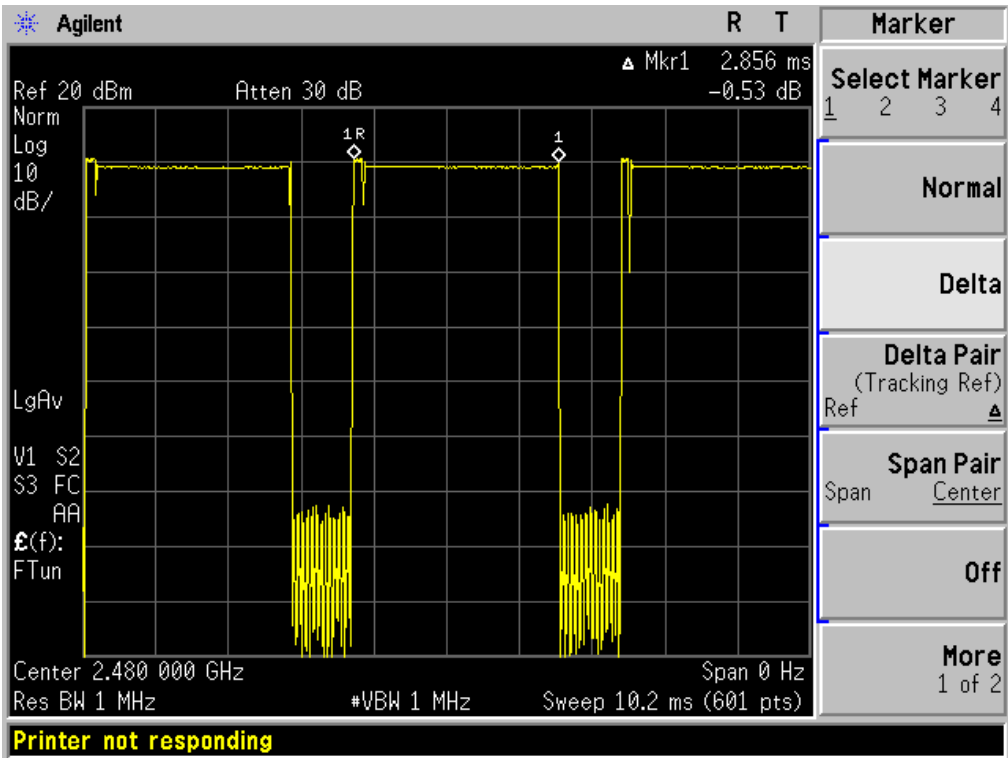 Agilent
R T
Marker
Δ Mkr1 2.856 ms
Ref 20 dBm Atten 30 dB -0.53 dB
Norm
Log
10
dB/
1R
1
LgAv
V1 S2
S3 FC
AA
£(f):
FTun
Center 2.480 000 GHz Span 0 Hz
Res BW 1 MHz #VBW 1 MHz Sweep 10.2 ms (601 pts)
Printer not responding
Select Marker
1 2 3 4
Normal
Delta
Delta Pair
(Tracking Ref)
Ref Δ
Span Pair
Span Center
Off
More
1 of 2